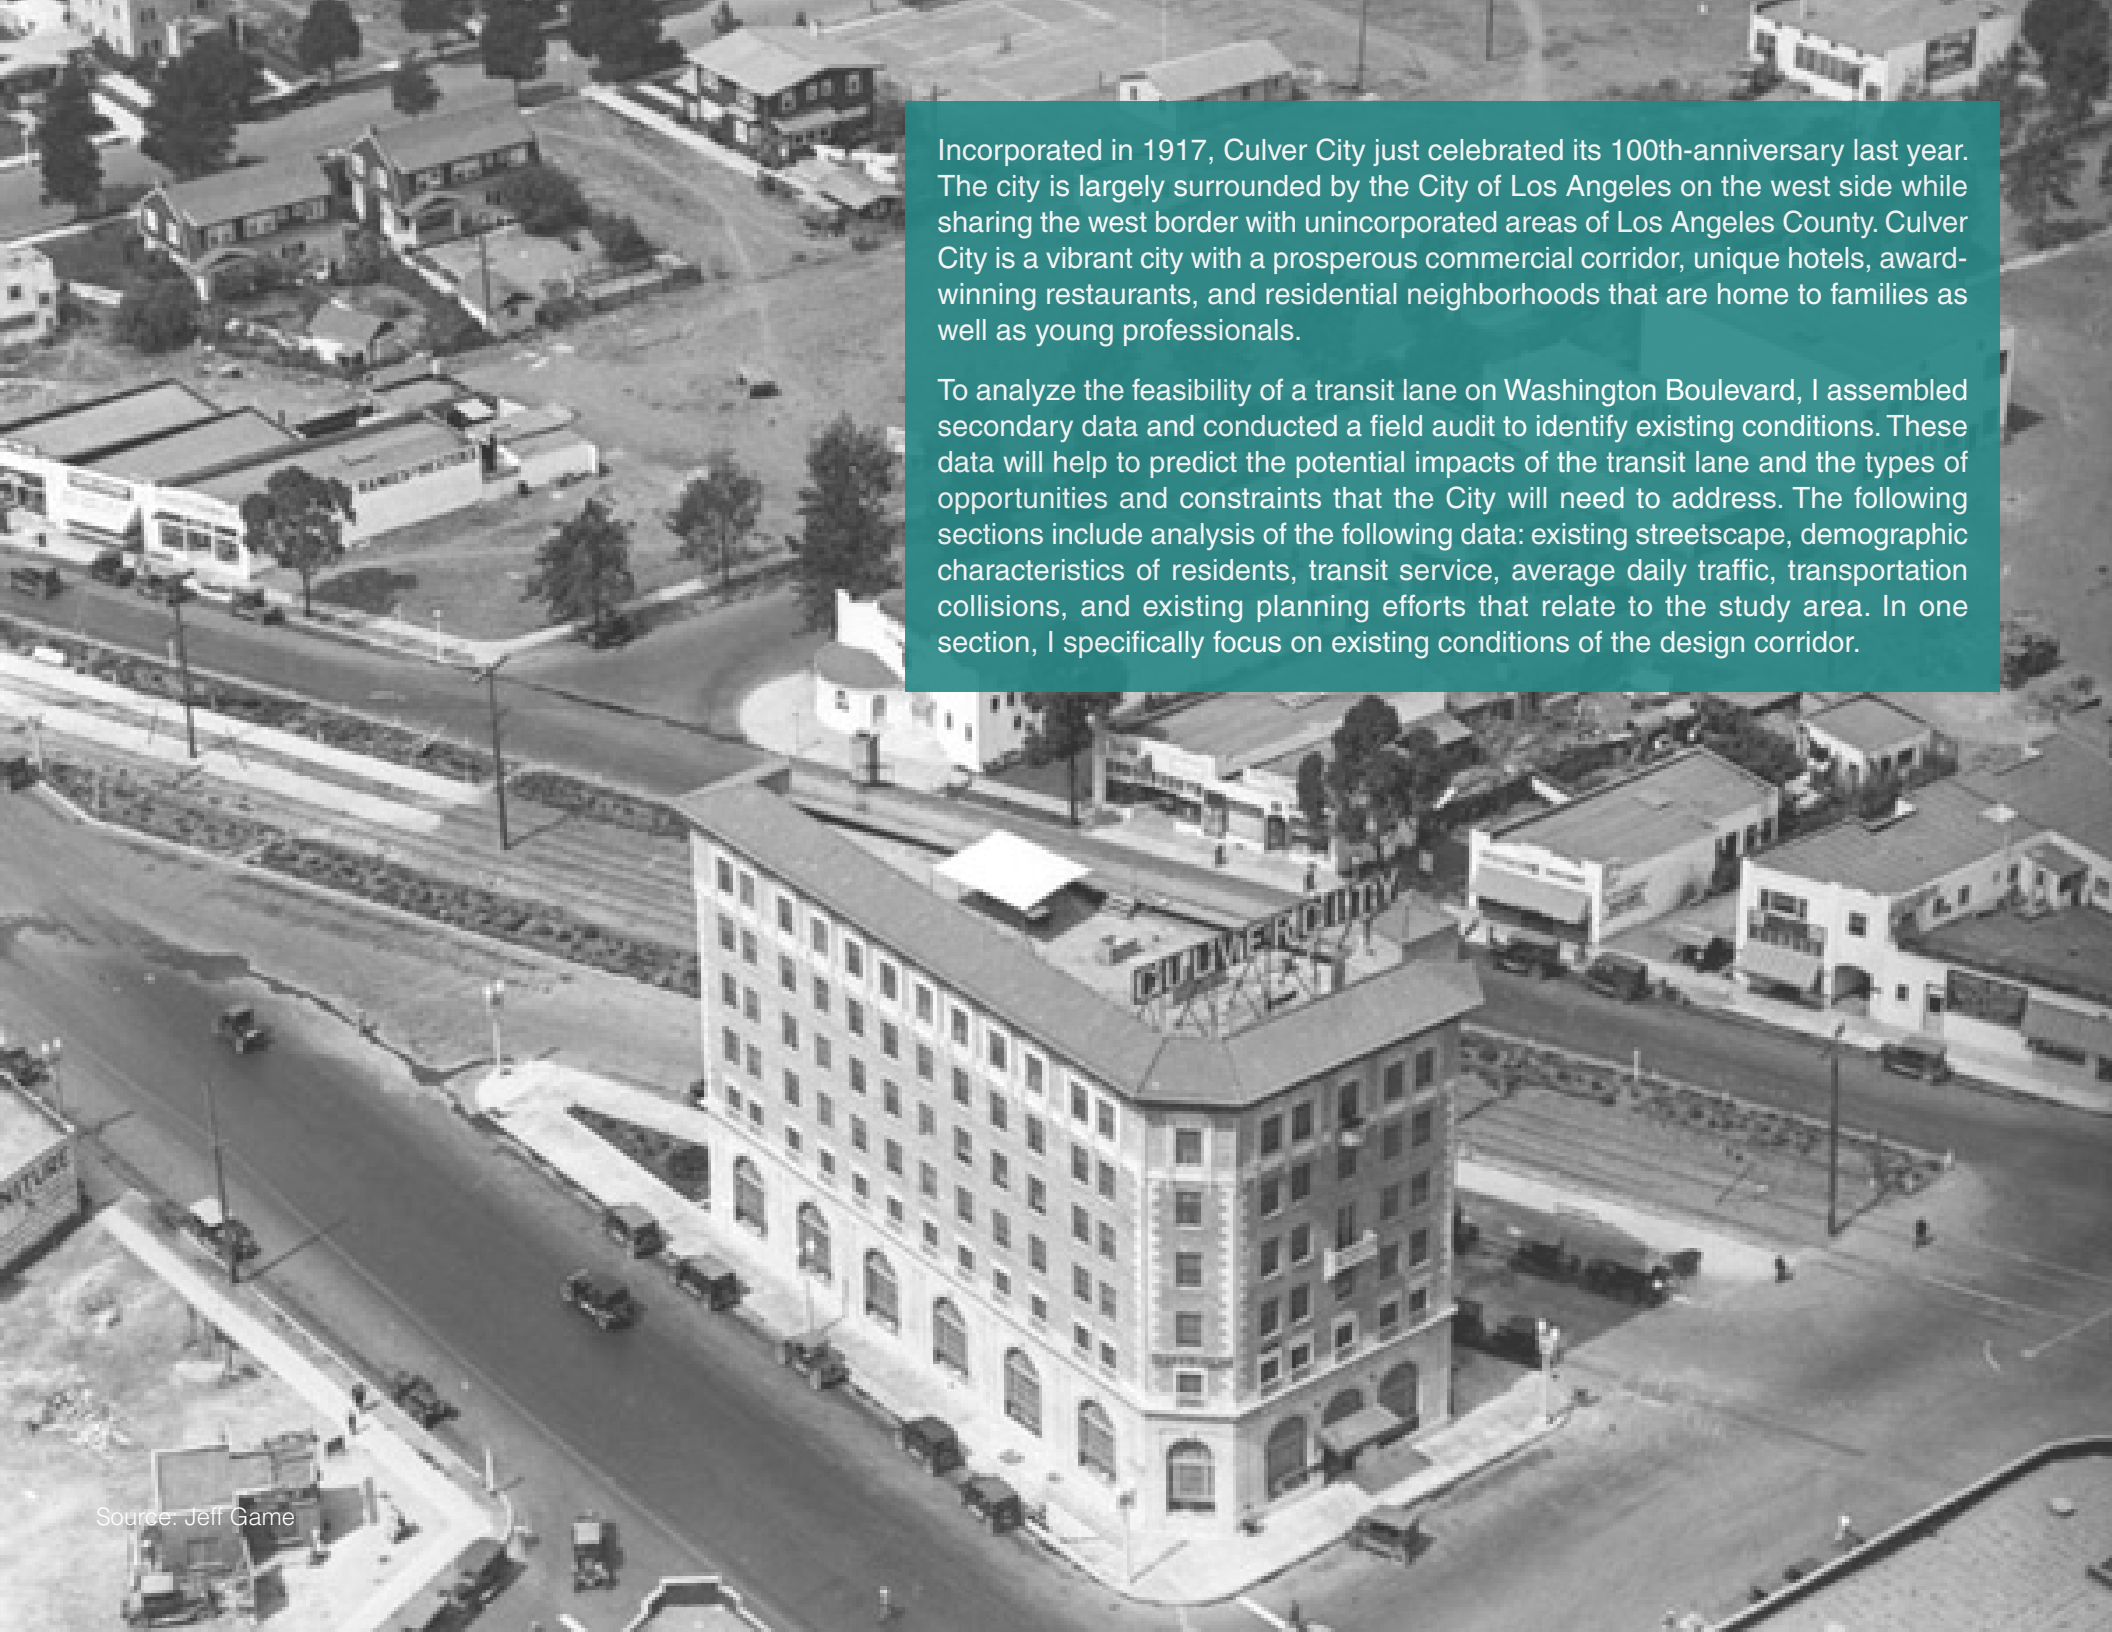 Incorporated in 1917, Culver City just celebrated its 100th-anniversary last year.
The city is largely surrounded by the City of Los Angeles on the west side while
sharing the west border with unincorporated areas of Los Angeles County. Culver
City is a vibrant city with a prosperous commercial corridor, unique hotels, award-
winning restaurants, and residential neighborhoods that are home to families as
well as young professionals.
To analyze the feasibility of a transit lane on Washington Boulevard, I assembled
secondary data and conducted a field audit to identify existing conditions. These
data will help to predict the potential impacts of the transit lane and the types of
opportunities and constraints that the City will need to address. The following
sections include analysis of the following data: existing streetscape, demographic
characteristics of residents, transit service, average daily traffic, transportation
collisions, and existing planning efforts that relate to the study area. In one
section, I specifically focus on existing conditions of the design corridor.
CULVER CITY
Source: Jeff Game